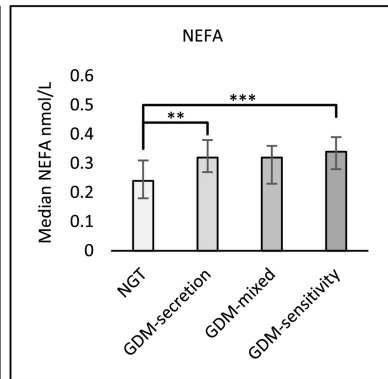 NEFA
Median NEFA nmol/L
0.6
0.5
0.4
0.3
0.2
0.1
0
***
**
NGT
GDM-secretion
GDM-mixed
GDM-sensitivity